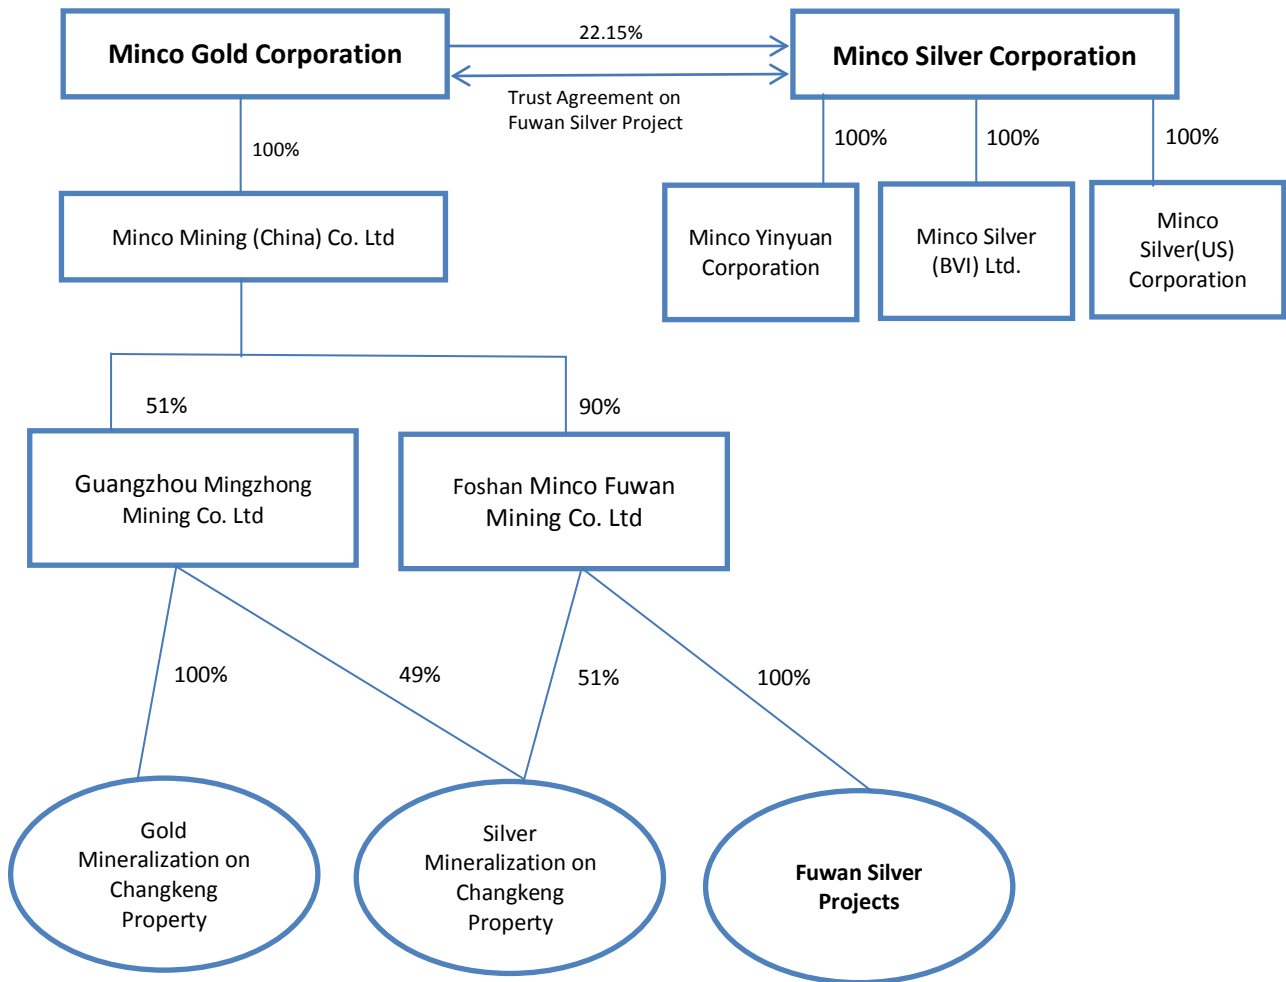 Minco Gold Corporation
22.15%
Minco Silver Corporation
Trust Agreement on
Fuwan Silver Project
100%
100%
100%
100%
Minco Mining (China) Co. Ltd
Minco Yinyuan
Corporation
Minco Silver
(BVI) Ltd.
Minco
Silver(US)
Corporation
51%
90%
Guangzhou Mingzhong
Mining Co. Ltd
Foshan Minco Fuwan
Mining Co. Ltd
100%
49%
51%
100%
Gold
Mineralization on
Changkeng
Property
Silver
Mineralization on
Changkeng
Property
Fuwan Silver
Projects